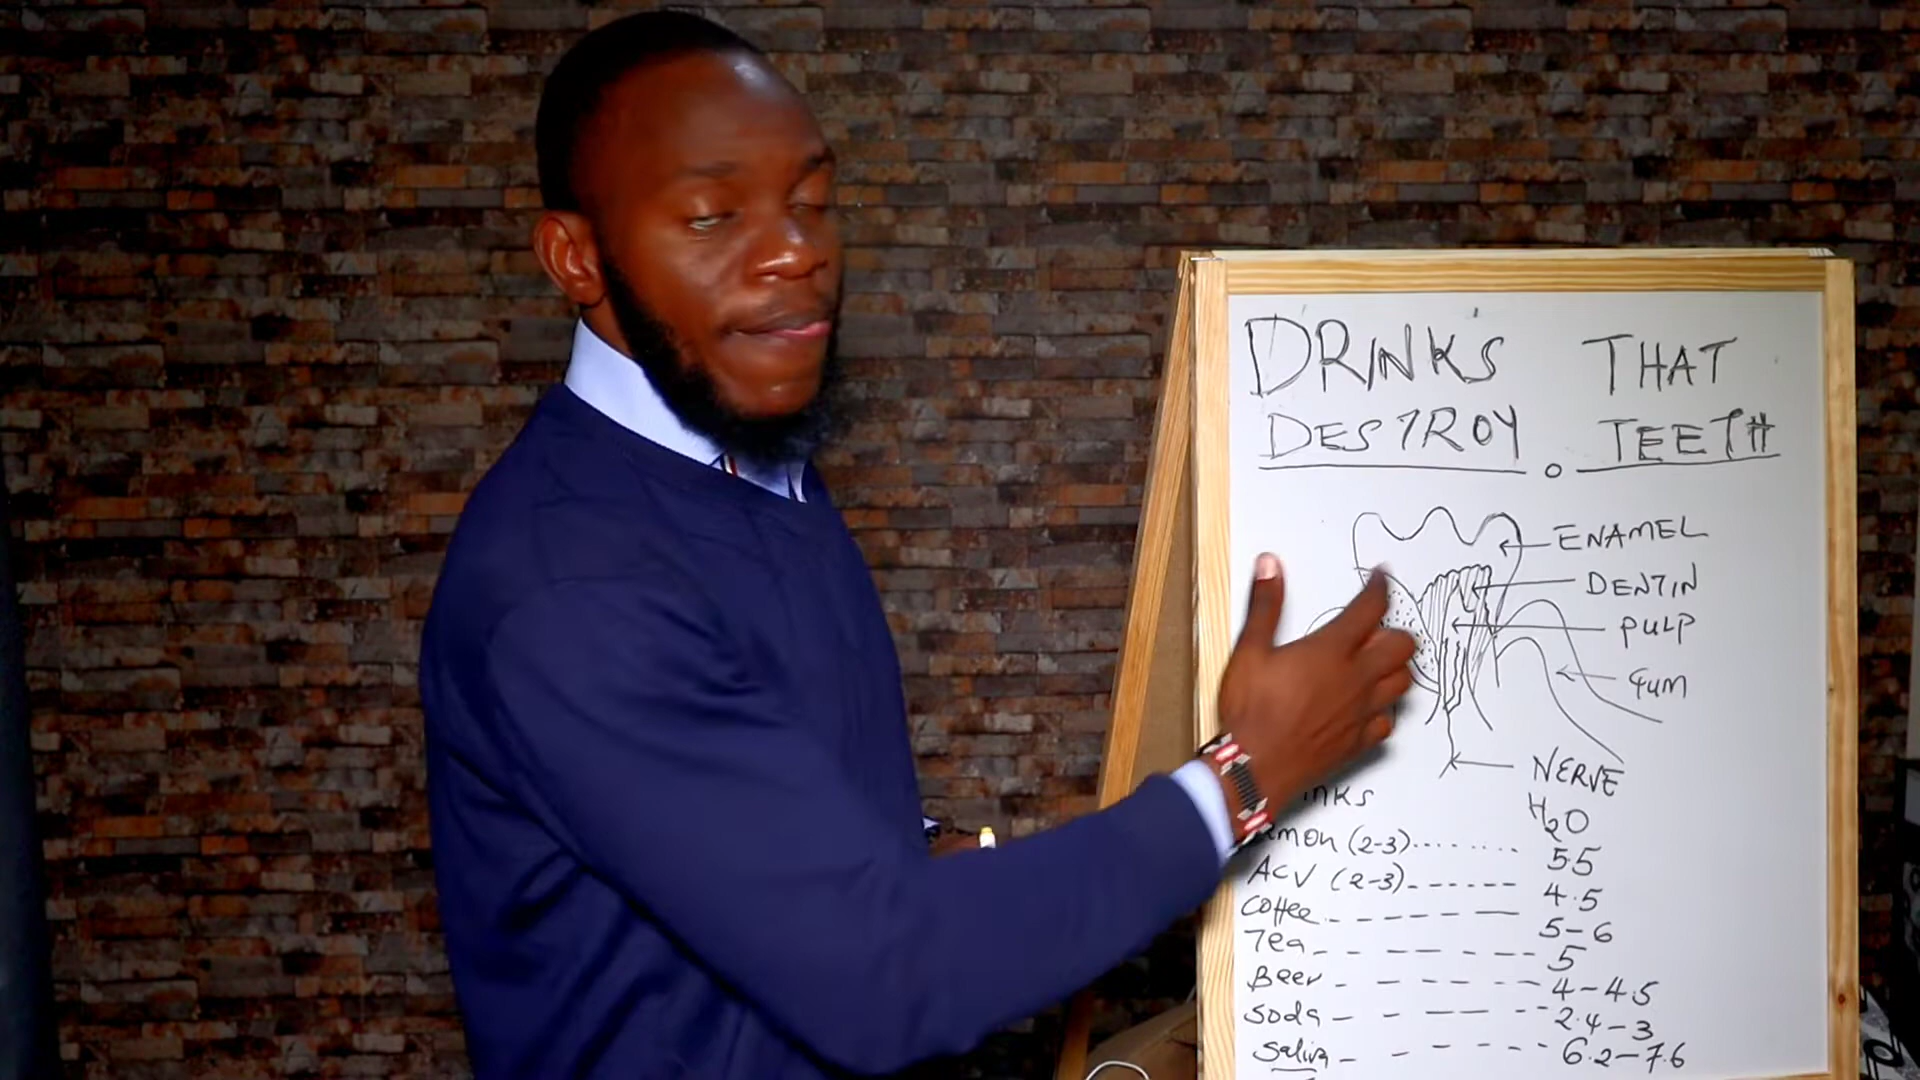 DRINKS THAT
DESTROY. TEETH
ENAMEL
DENTIN
PULP
GUM
NERVE
H₂O
(2-3)........ 5.5
ACV (2-3)------ 4.5
Coffee------ 5-6
Tea------ 5
Beer------ 4-4.5
Soda------ 2.4-3
Saliva------ 6.2-7.6